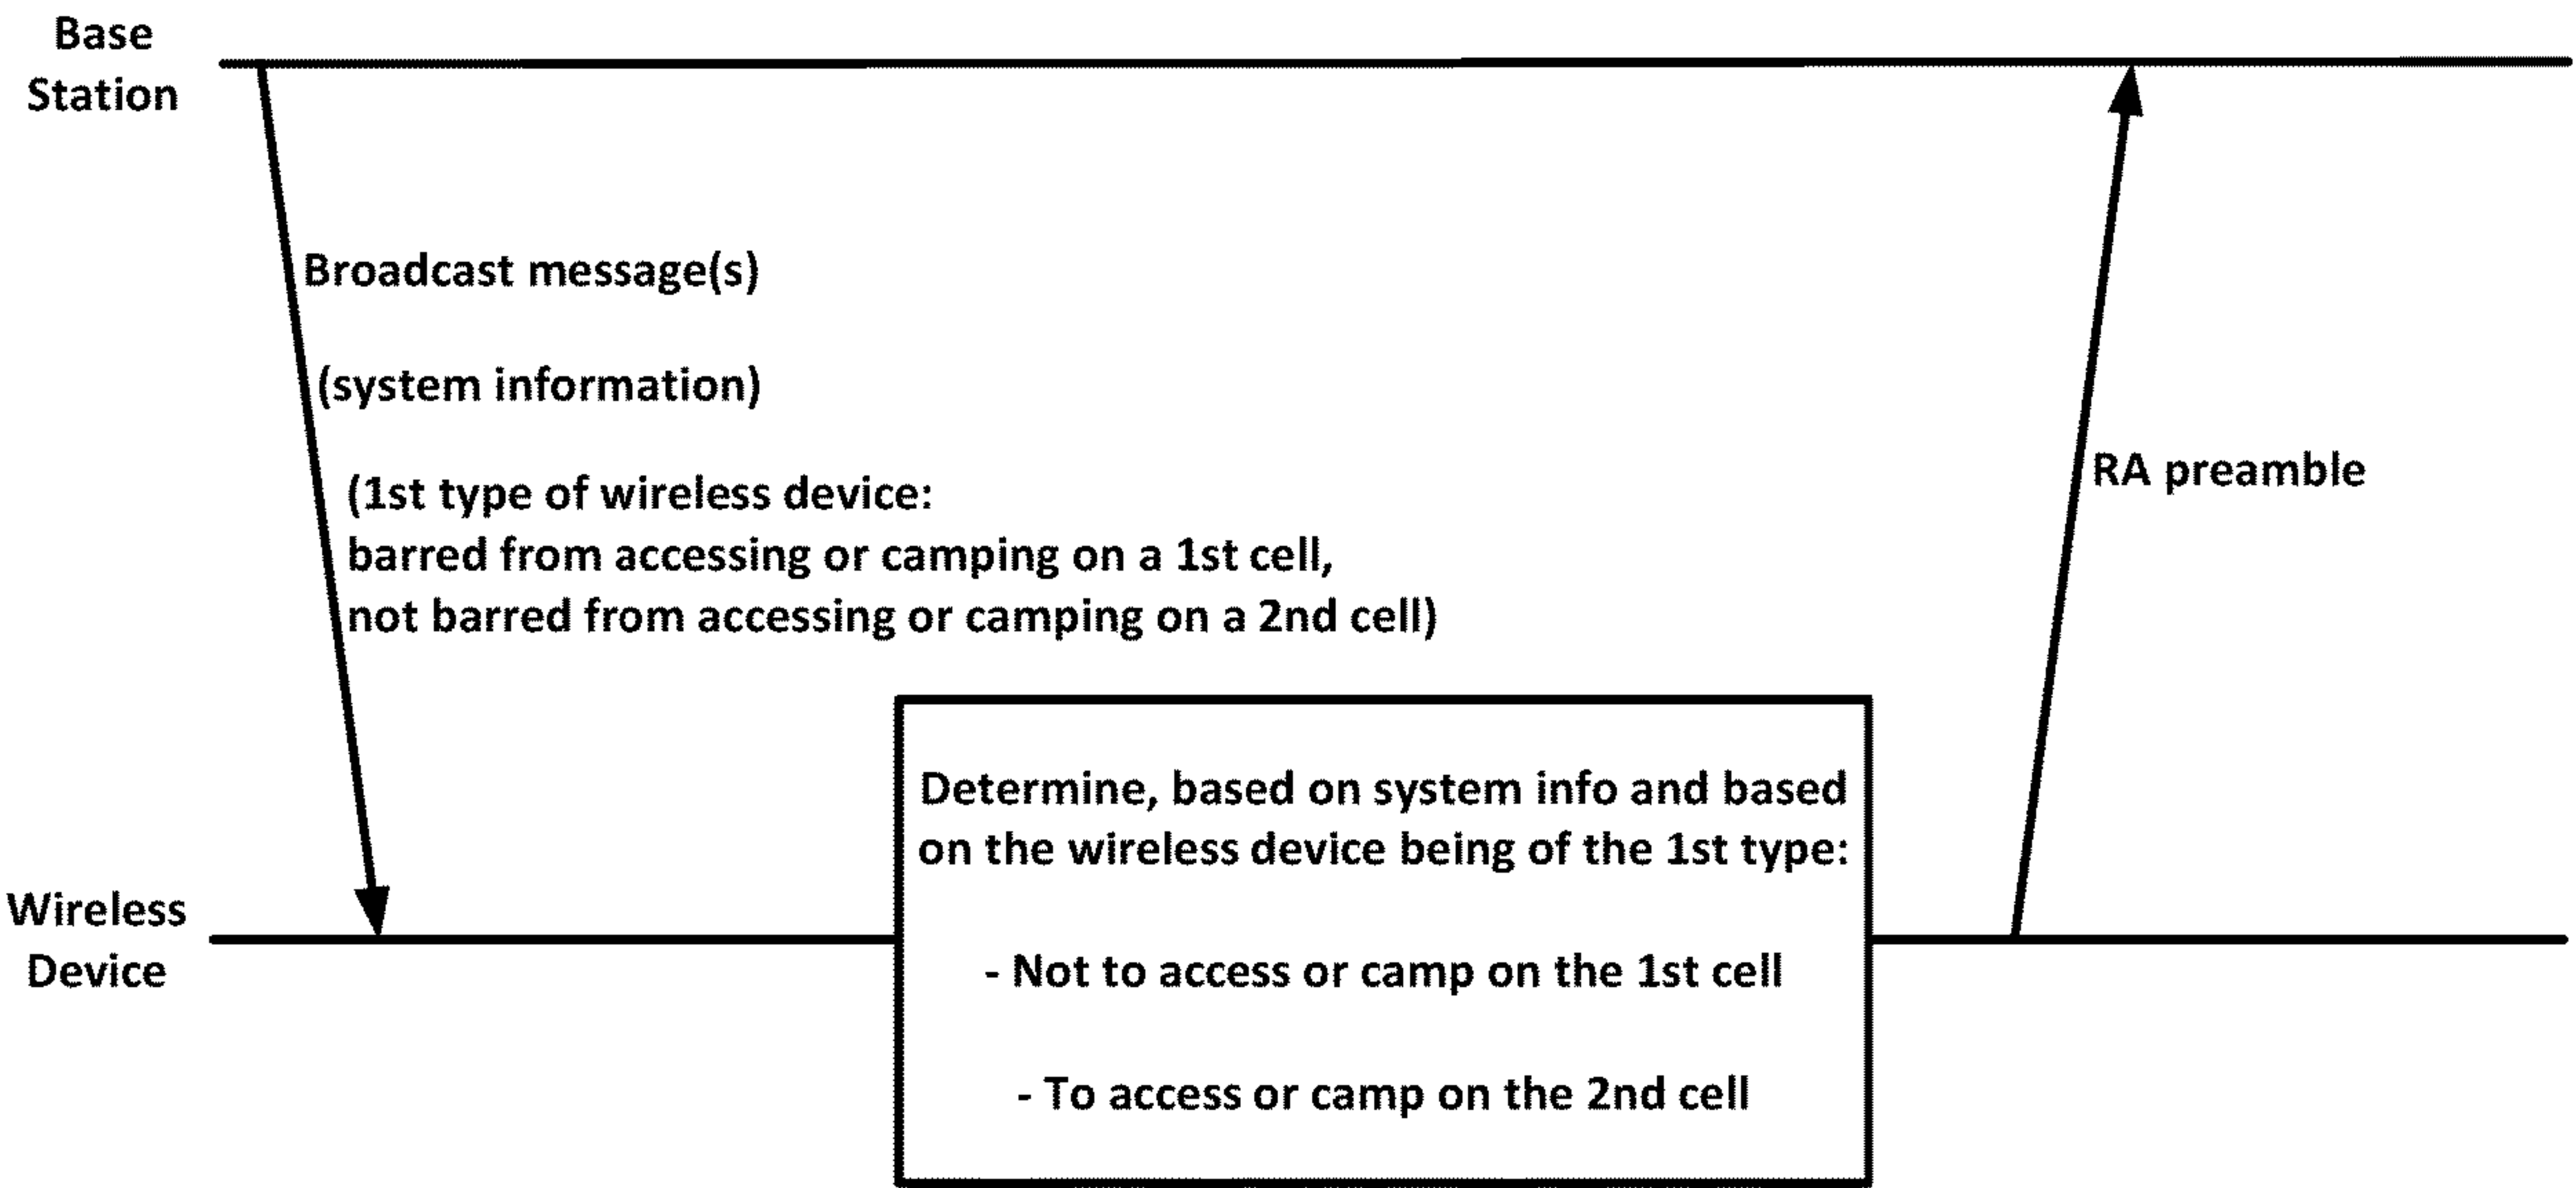 Base
Station
Broadcast message(s)
(system information)
(1st type of wireless device:
barred from accessing or camping on a 1st cell,
not barred from accessing or camping on a 2nd cell)
RA preamble
Determine, based on system info and based
on the wireless device being of the 1st type:
- Not to access or camp on the 1st cell
- To access or camp on the 2nd cell
Wireless
Device